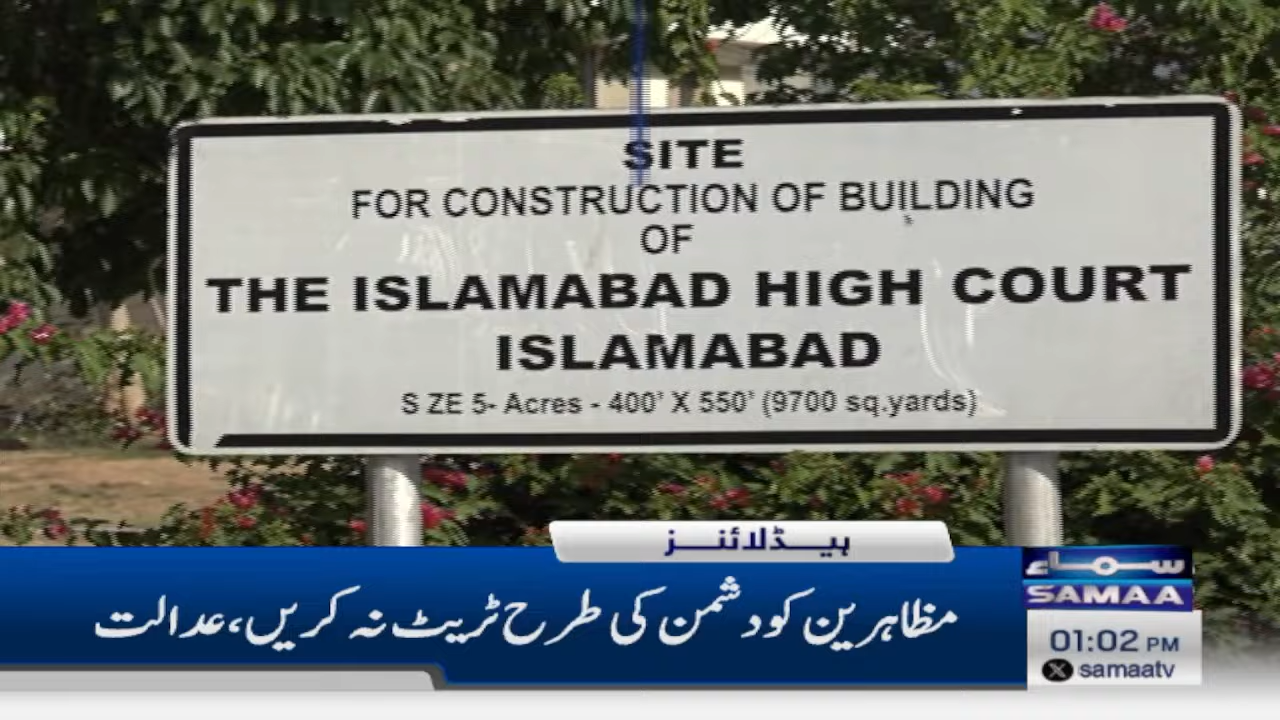 SITE
FOR CONSTRUCTION OF BUILDING
OF
THE ISLAMABAD HIGH COURT
ISLAMABAD
S ZE 5- Acres - 400' X 550' (9700 sq.yards)
ہیڈلائنز
مظاہرین کو دشمن کی طرح ٹریٹ نہ کریں، عدالت
سماء
SAMAA
01:02 PM
X samaatv